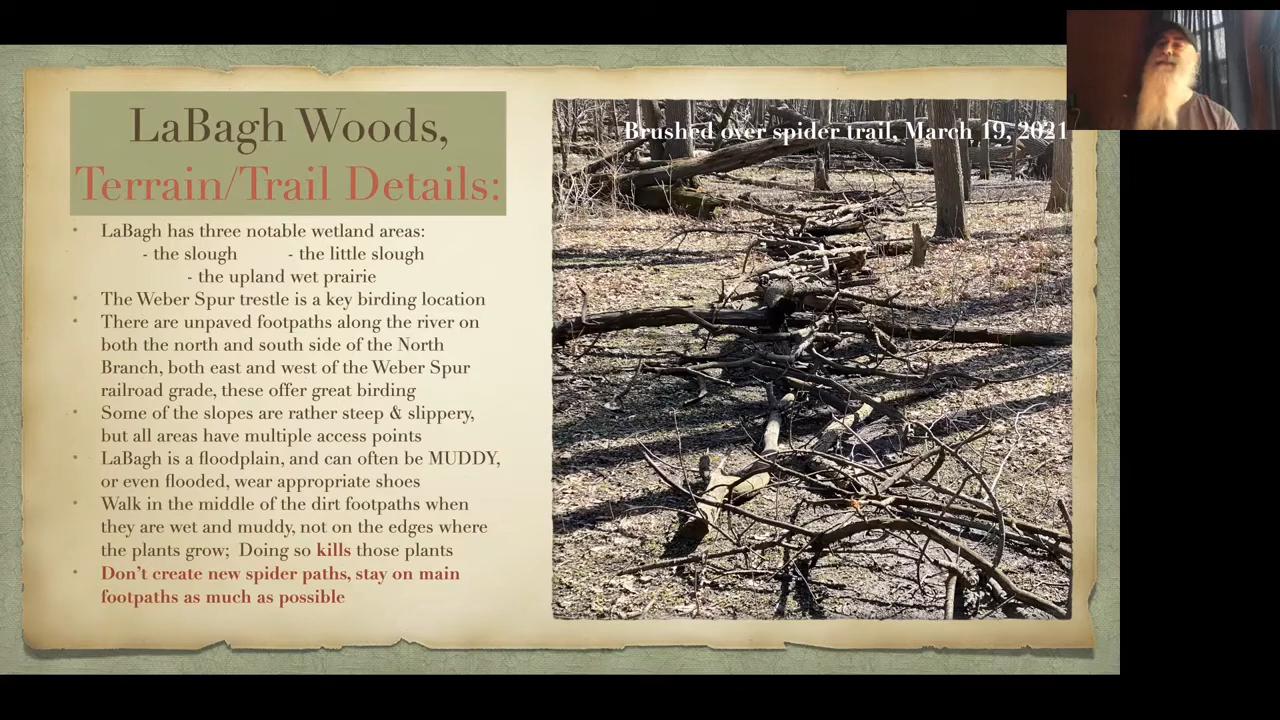 LaBagh Woods,
Terrain/Trail Details:
• LaBagh has three notable wetland areas:
- the slough - the little slough
- the upland wet prairie
• The Weber Spur trestle is a key birding location
• There are unpaved footpaths along the river on
both the north and south side of the North
Branch, both east and west of the Weber Spur
railroad grade, these offer great birding
• Some of the slopes are rather steep & slippery,
but all areas have multiple access points
• LaBagh is a floodplain, and can often be MUDDY,
or even flooded, wear appropriate shoes
• Walk in the middle of the dirt footpaths when
they are wet and muddy, not on the edges where
the plants grow; Doing so kills those plants
• Don't create new spider paths, stay on main
footpaths as much as possible
Brushed over spider trail, March 19, 2021